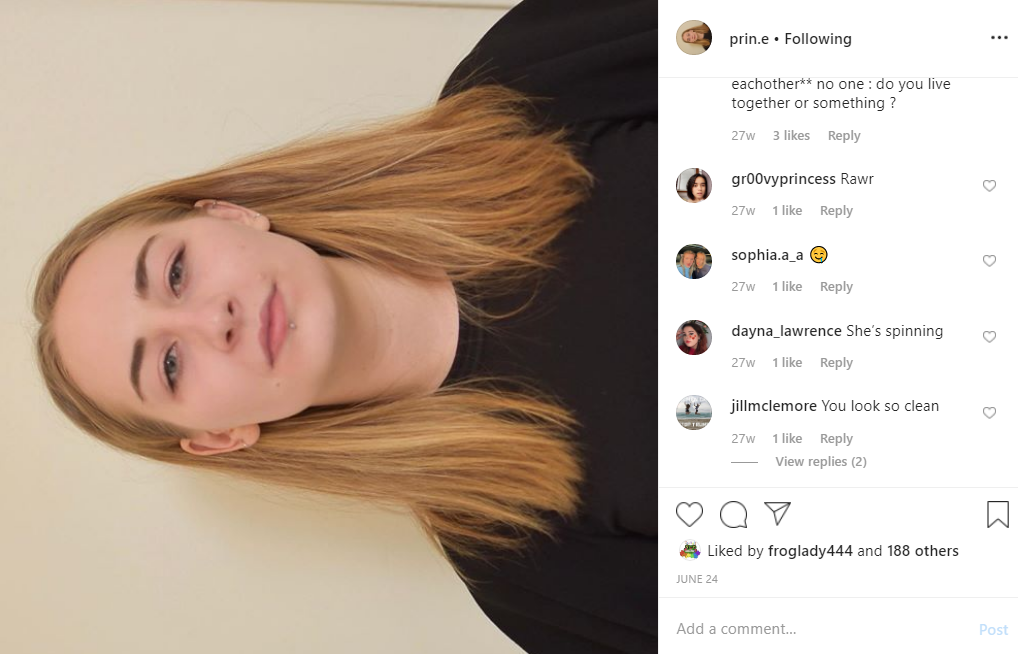 prin.e • Following
eachother** no one : do you live
together or something ?
27w 3 likes Reply
gr00vyprincess Rawr
27w 1 like Reply
sophia.a_a 😏
27w 1 like Reply
dayna_lawrence She’s spinning
27w 1 like Reply
jillmclemore You look so clean
27w 1 like Reply
View replies (2)
Liked by froglady444 and 188 others
JUNE 24
Add a comment... Post